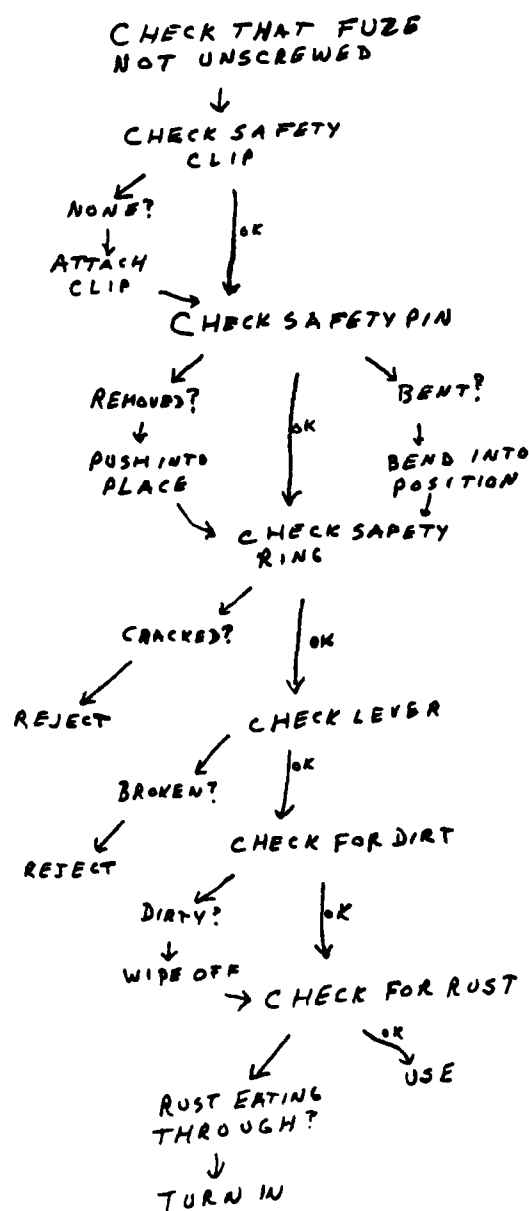 CHECK THAT FUZE
NOT UNSCREWED
CHECK SAFETY
CLIP
NONE?
OK
ATTACH
CLIP
CHECK SAFETY PIN
REMOVED?
BENT?
OK
PUSH INTO
PLACE
BEND INTO
POSITION
CHECK SAFETY
RING
CRACKED?
OK
REJECT
CHECK LEVER
OK
BROKEN?
CHECK FOR DIRT
REJECT
DIRTY?
OK
WIPE OFF
CHECK FOR RUST
OK
USE
RUST EATING
THROUGH?
TURN IN